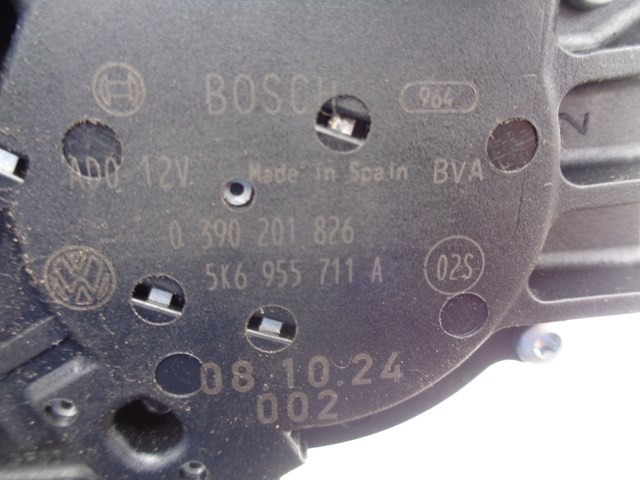 BOSCH 964
ADO 12V Made in Spain BVA
0 390 201 826
5K6 955 711 A 02S
08.10.24
002